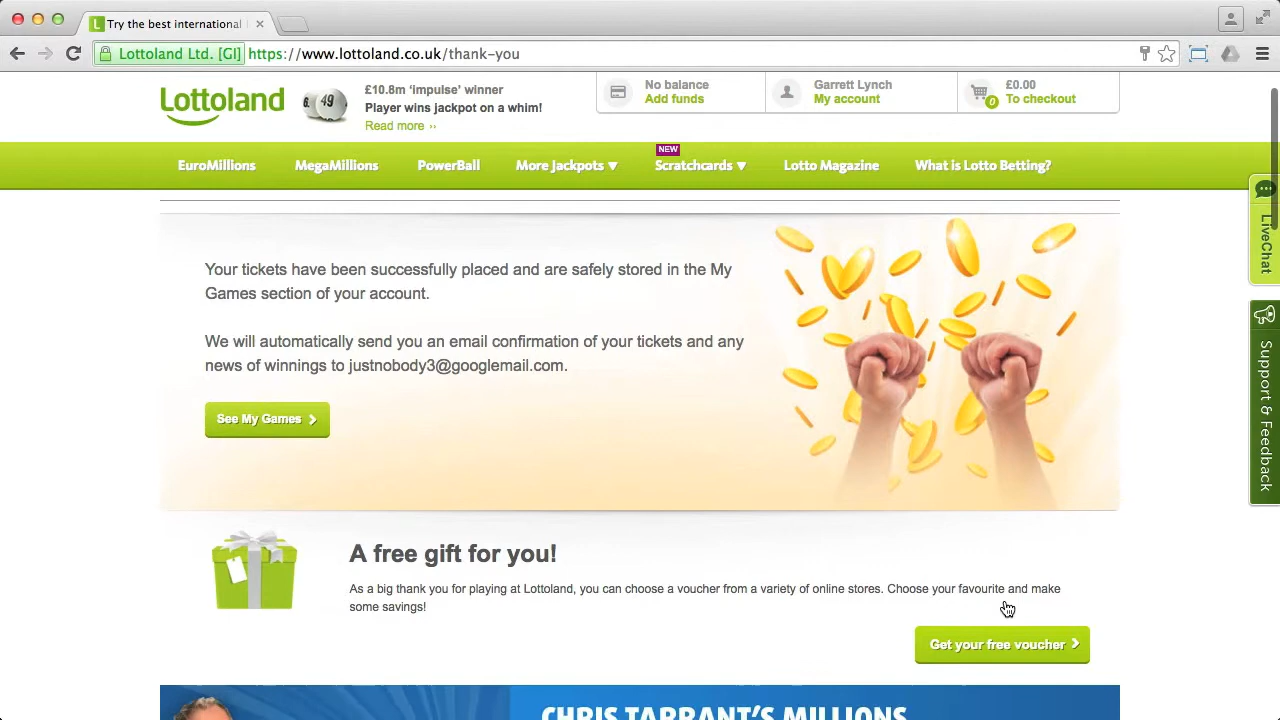 Try the best international
Lottoland Ltd. [GI] https://www.lottoland.co.uk/thank-you
Lottoland
6 49
£10.8m ‘impulse’ winner
Player wins jackpot on a whim!
Read more ››
No balance
Add funds
Garrett Lynch
My account
0
£0.00
To checkout
EuroMillions MegaMillions PowerBall More Jackpots ▼ NEW Scratchcards ▼ Lotto Magazine What is Lotto Betting?
LiveChat
Support & Feedback
Your tickets have been successfully placed and are safely stored in the My
Games section of your account.
We will automatically send you an email confirmation of your tickets and any
news of winnings to justnobody3@googlemail.com.
See My Games
A free gift for you!
As a big thank you for playing at Lottoland, you can choose a voucher from a variety of online stores. Choose your favourite and make
some savings!
Get your free voucher
CHRIS TARRANT'S MILLIONS